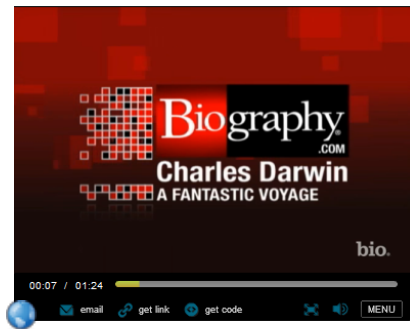 Biography®
.COM
Charles Darwin
A FANTASTIC VOYAGE
bio.
00:07 / 01:24
email get link get code MENU